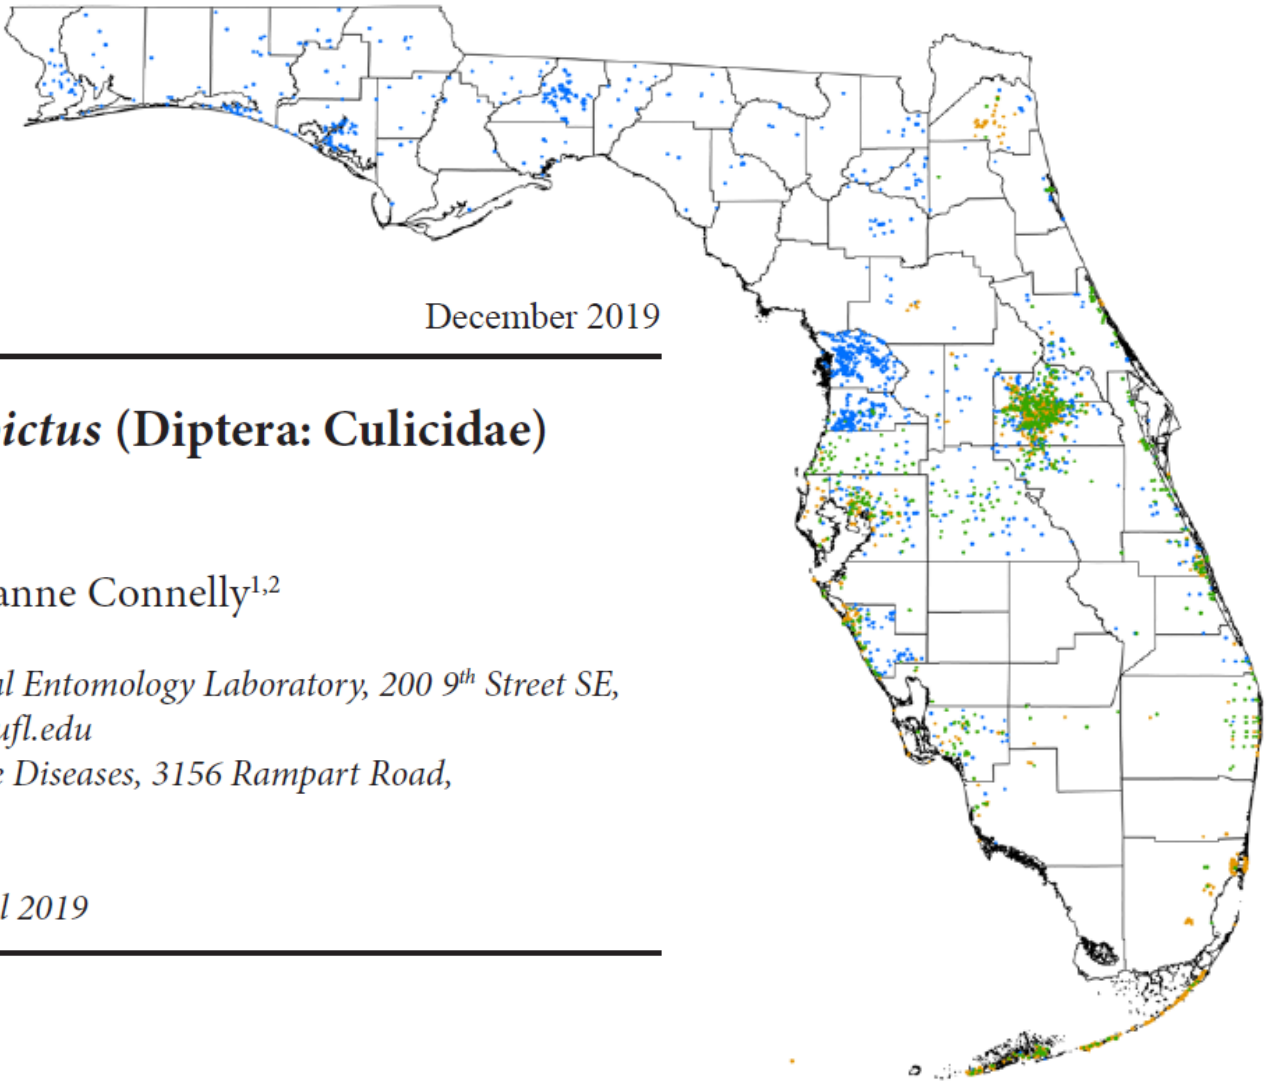 December 2019
ictus (Diptera: Culicidae)
anne Connelly1,2
al Entomology Laboratory, 200 9th Street SE,
ufl.edu
e Diseases, 3156 Rampart Road,
l 2019